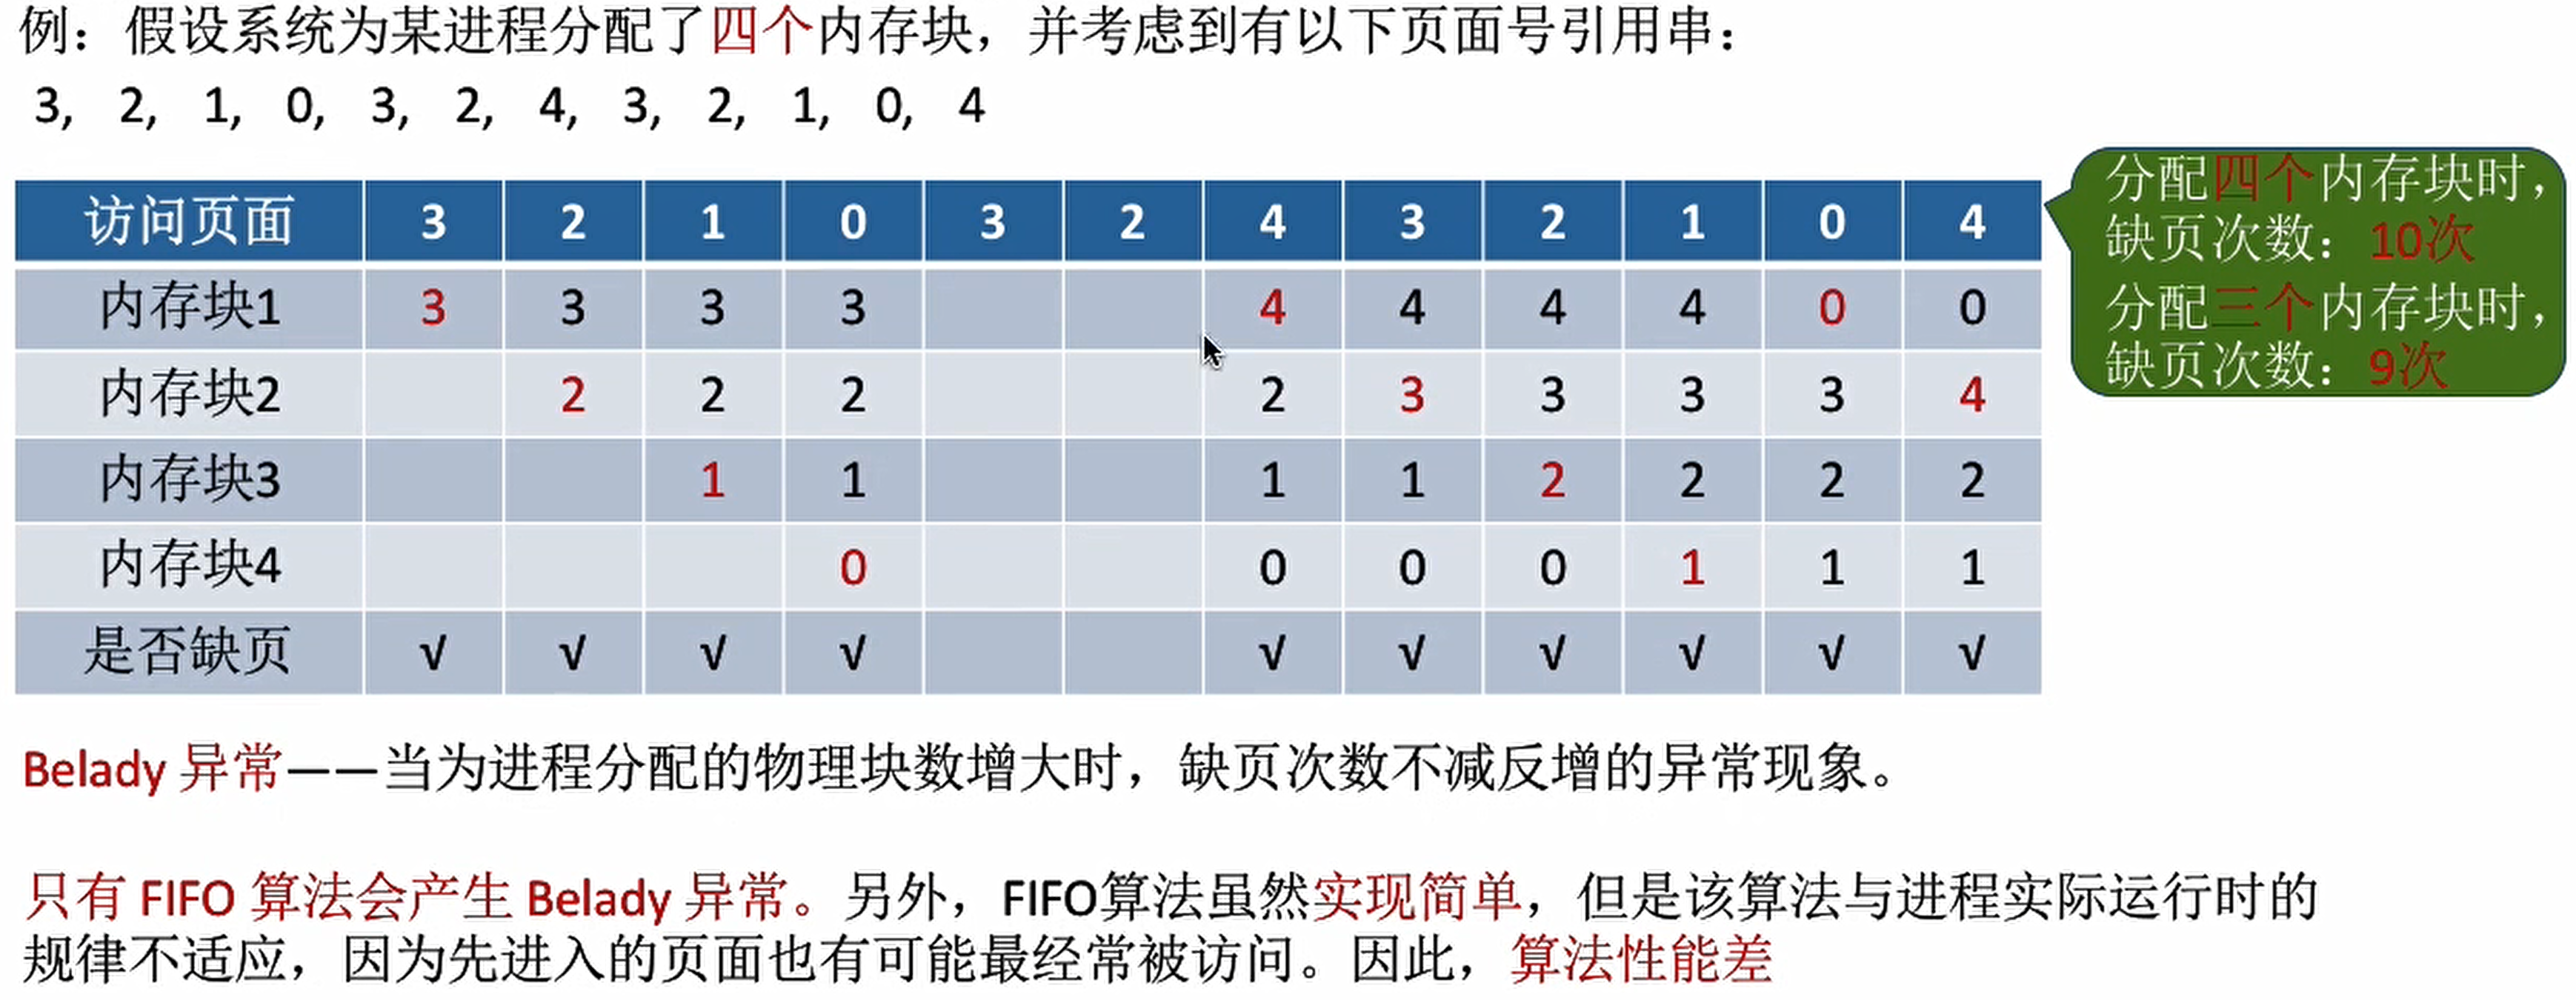 例：假设系统为某进程分配了四个内存块，并考虑到有以下页面号引用串：
3, 2, 1, 0, 3, 2, 4, 3, 2, 1, 0, 4
访问页面 3 2 1 0 3 2 4 3 2 1 0 4
内存块1 3 3 3 3 4 4 4 4 0 0
内存块2 2 2 2 2 3 3 3 3 4
内存块3 1 1 1 1 2 2 2 2
内存块4 0 0 0 0 1 1 1
是否缺页 √ √ √ √ √ √ √ √ √ √
分配四个内存块时，
缺页次数：10次
分配三个内存块时，
缺页次数：9次
Belady 异常——当为进程分配的物理块数增大时，缺页次数不减反增的异常现象。
只有 FIFO 算法会产生 Belady 异常。另外，FIFO算法虽然实现简单，但是该算法与进程实际运行时的
规律不适应，因为先进入的页面也有可能最经常被访问。因此，算法性能差